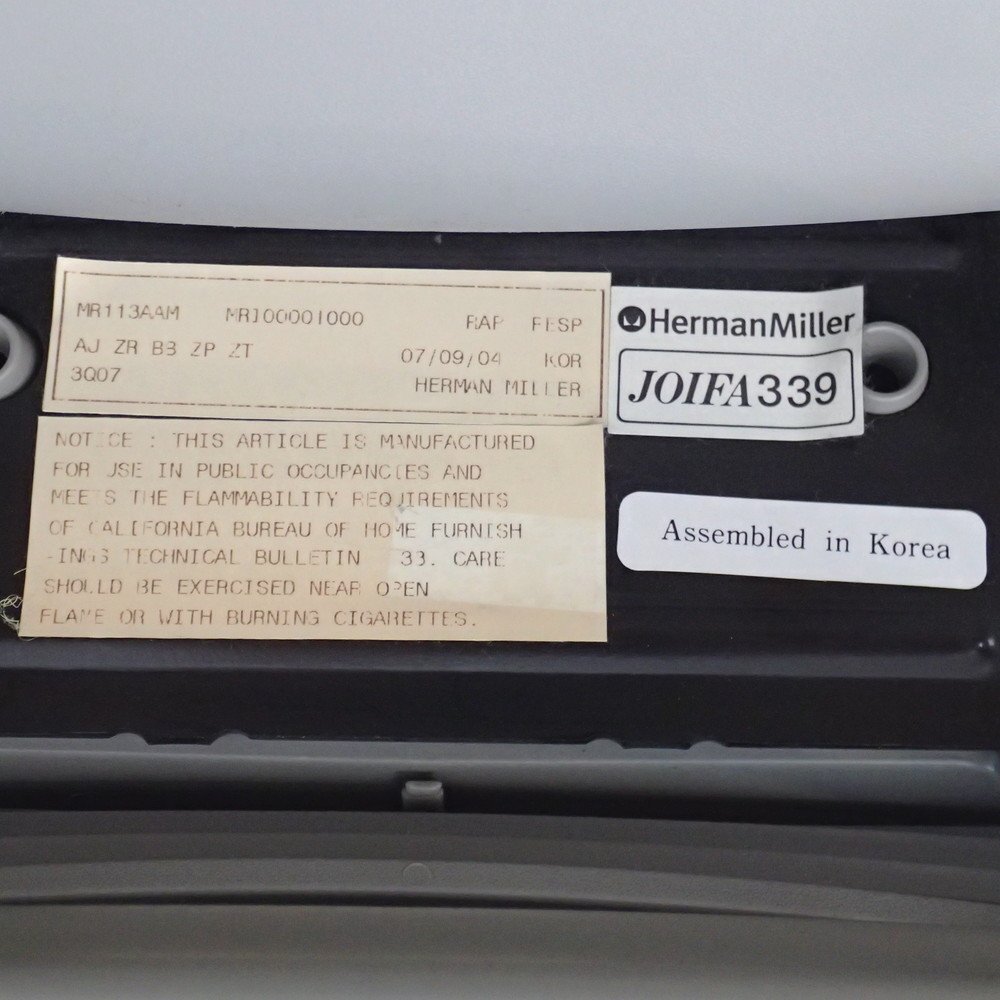 MR113AAM MR100001000 RAP FESP
AJ ZR BB ZP ZT 07/09/04 KOR
3Q07 HERMAN MILLER
HermanMiller
JOIFA339
NOTICE : THIS ARTICLE IS MANUFACTURED
FOR USE IN PUBLIC OCCUPANCIES AND
MEETS THE FLAMMABILITY REQUIREMENTS
OF CALIFORNIA BUREAU OF HOME FURNISH
-INGS TECHNICAL BULLETIN 133. CARE
SHOULD BE EXERCISED NEAR OPEN
FLAME OR WITH BURNING CIGARETTES.
Assembled in Korea